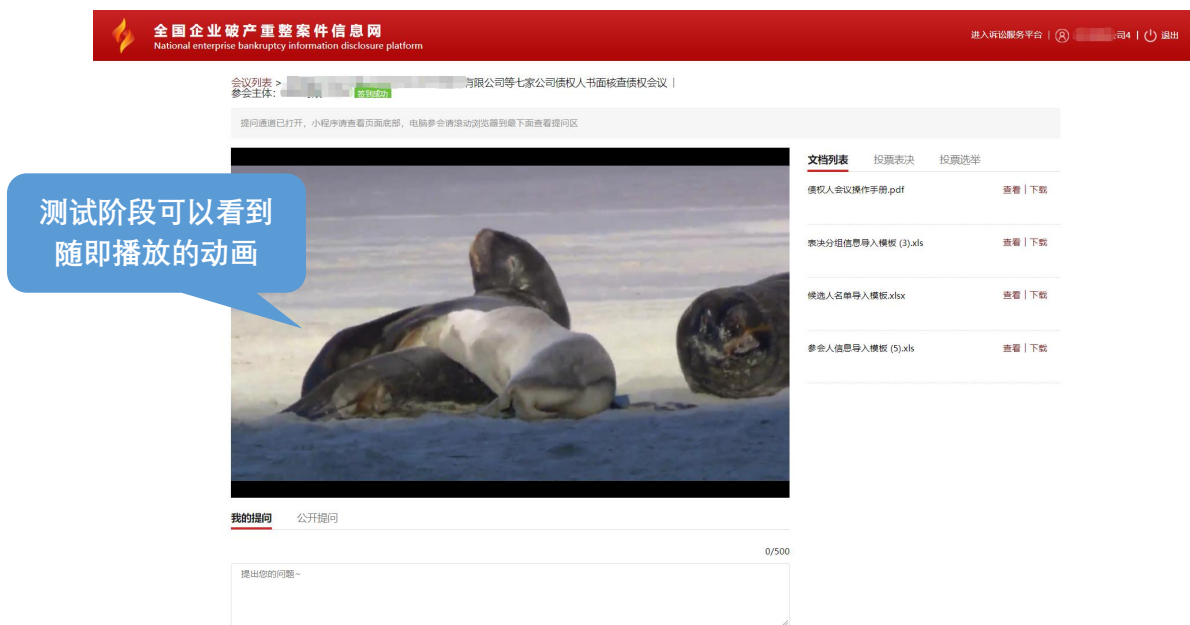 全国企业破产重整案件信息网
National enterprise bankruptcy information disclosure platform
进入诉讼服务平台 | 司4 | 退出
会议列表 > 有限公司等七家公司债权人书面核查债权会议 |
参会主体: 签到成功
提问通道已打开，小程序请查看页面底部，电脑参会请滚动浏览器到最下面查看提问区
测试阶段可以看到
随即播放的动画
文档列表 投票表决 投票选举
债权人会议操作手册.pdf 查看 | 下载
表决分组信息导入模板 (3).xls 查看 | 下载
候选人名单导入模板.xlsx 查看 | 下载
参会人信息导入模板 (5).xls 查看 | 下载
我的提问 公开提问
0/500
提出您的问题~